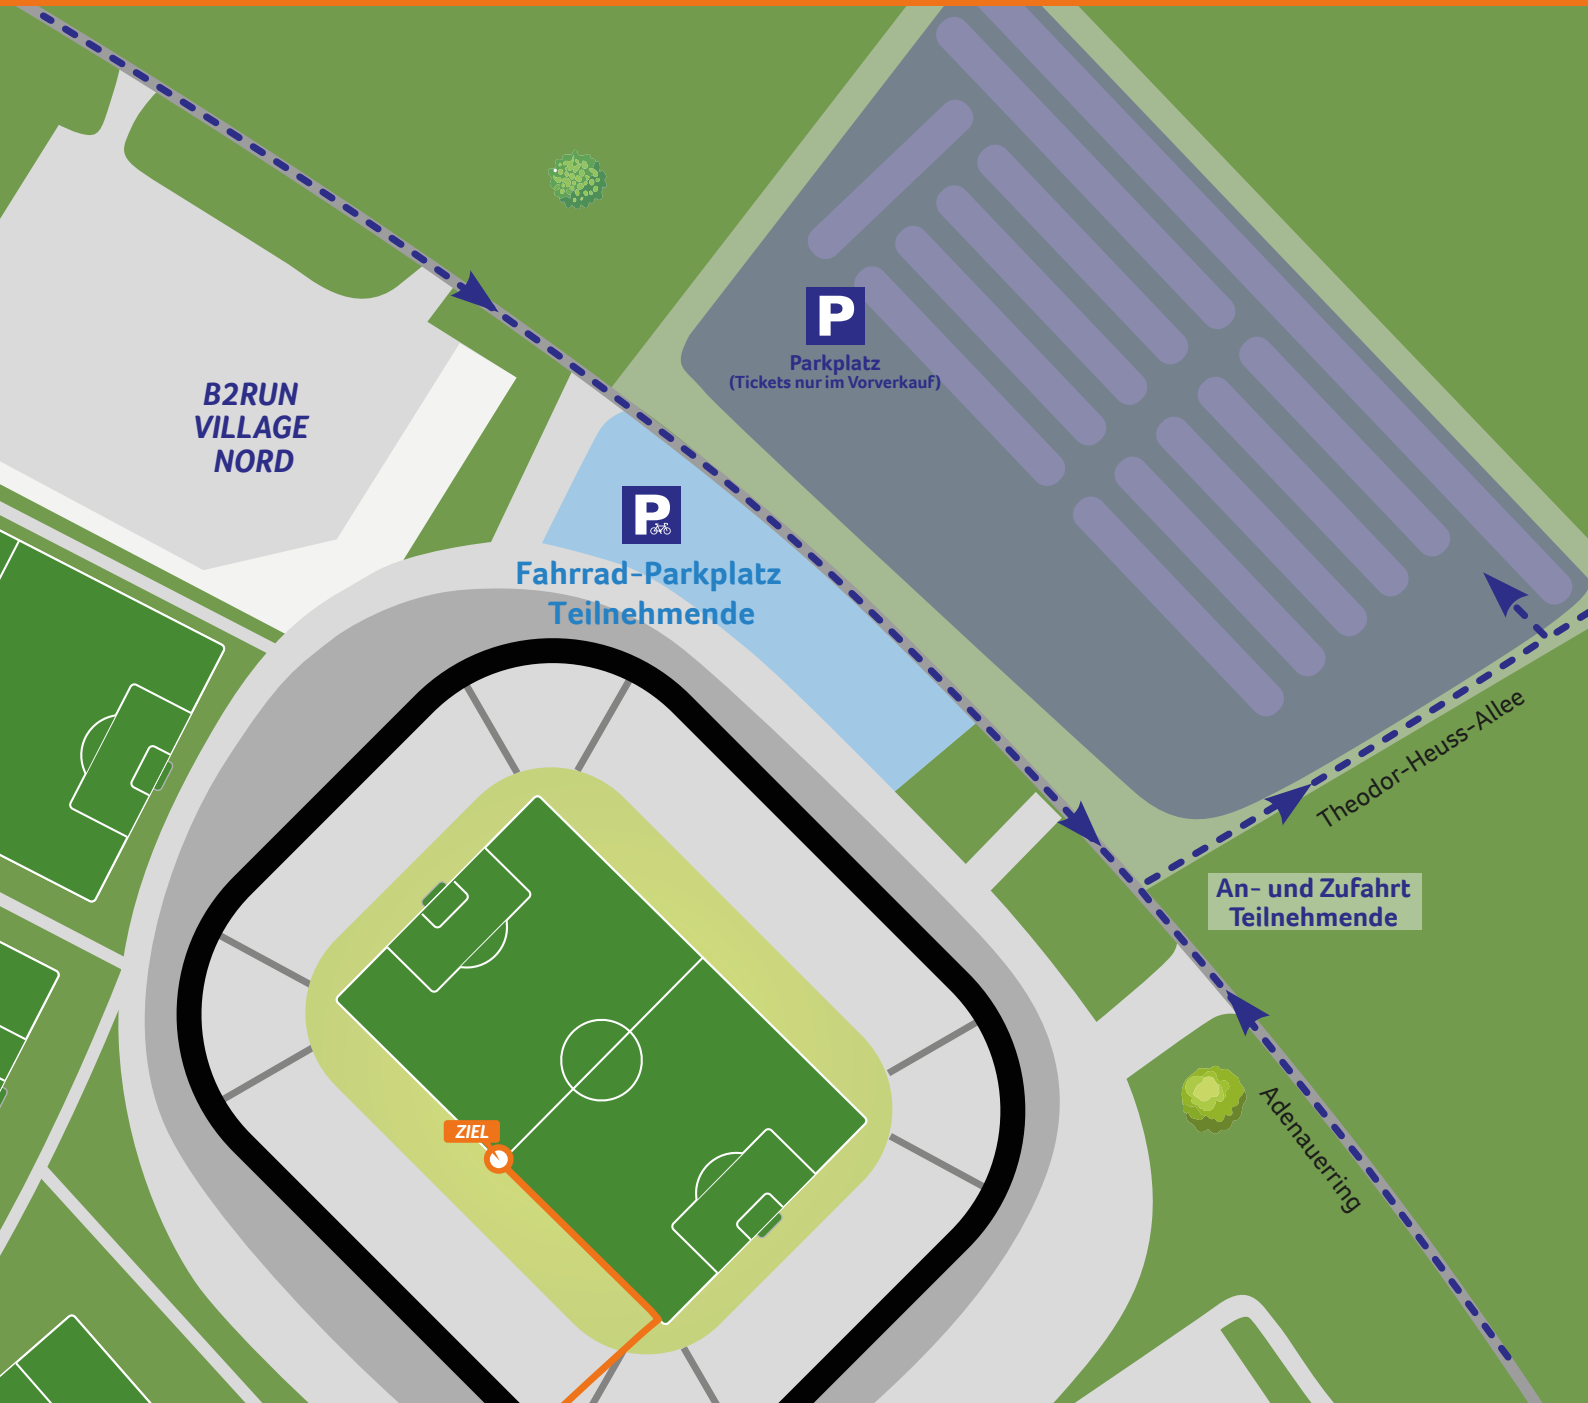 P
Parkplatz
(Tickets nur im Vorverkauf)
B2RUN
VILLAGE
NORD
P
Fahrrad-Parkplatz
Teilnehmende
Theodor-Heuss-Allee
An- und Zufahrt
Teilnehmende
Adenauerring
ZIEL